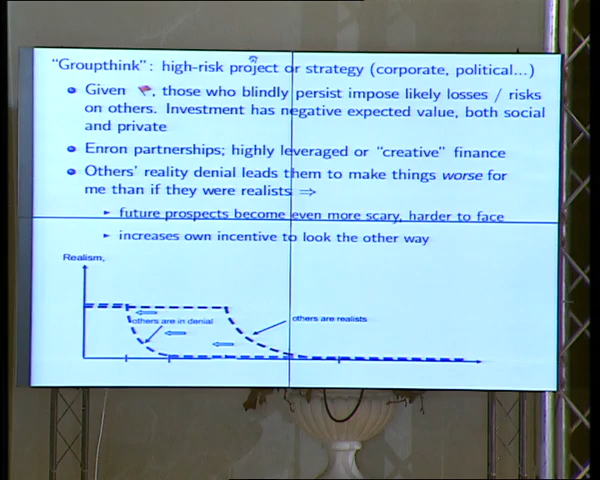 "Groupthink": high-risk project or strategy (corporate, political...)
Given , those who blindly persist impose likely losses / risks
on others. Investment has negative expected value, both social
and private
Enron partnerships; highly leveraged or "creative" finance
Others' reality denial leads them to make things worse for
me than if they were realists ⇒
future prospects become even more scary, harder to face
increases own incentive to look the other way
Realism,
others are in denial
others are realists